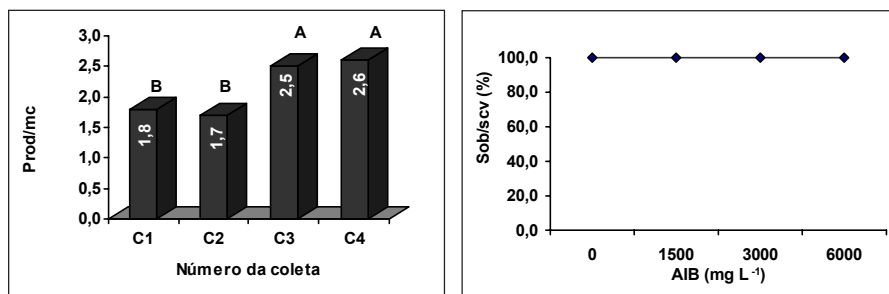 Prod/mc
3,0
2,5
2,0
1,5
1,0
0,5
0,0
B
B
A
A
1,8
1,7
2,5
2,6
C1 C2 C3 C4
Número da coleta
Sob/scv (%)
100,0
80,0
60,0
40,0
20,0
0,0
0 1500 3000 6000
AIB (mg L⁻¹)